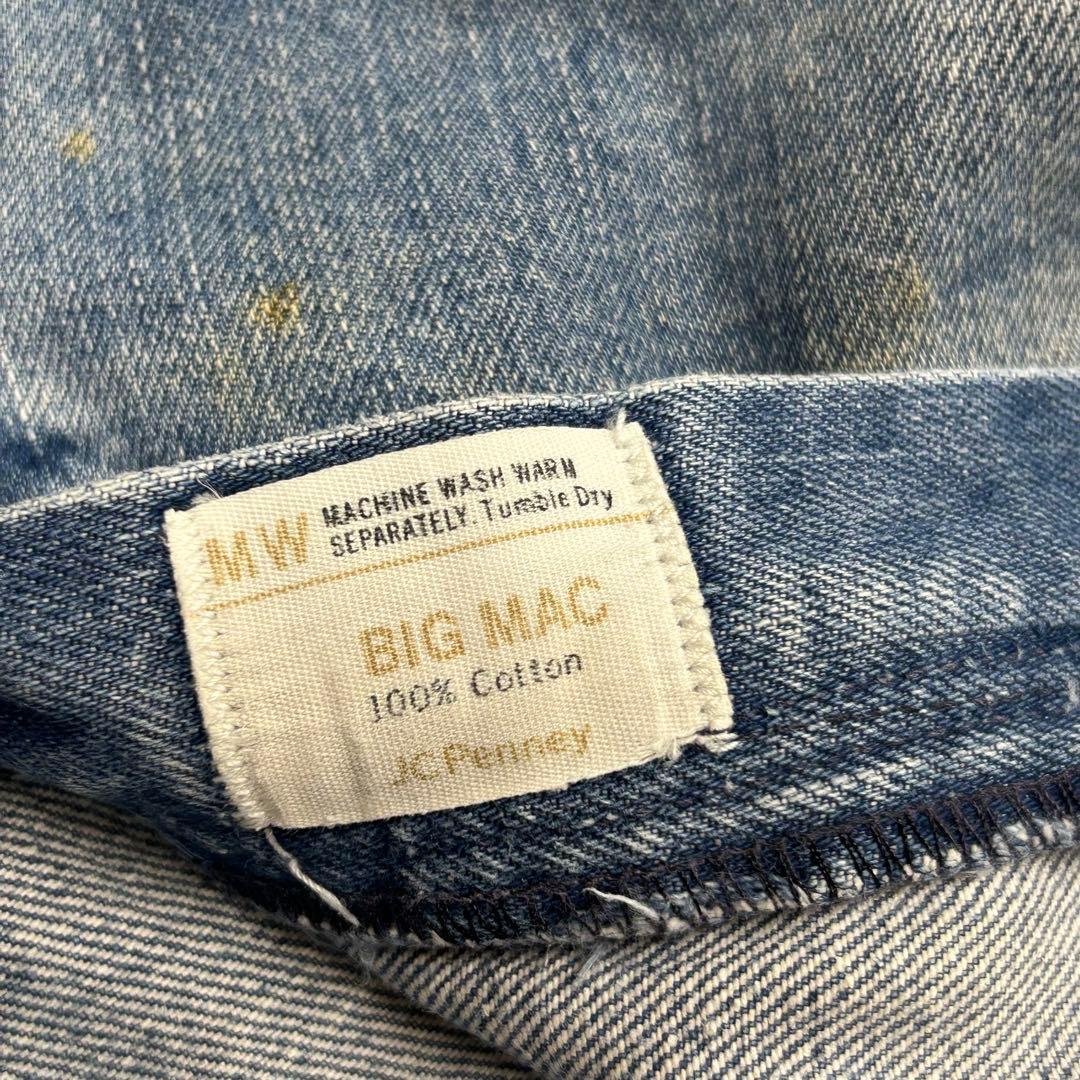 MW MACHINE WASH WARM
SEPARATELY. Tumble Dry
BIG MAC
100% Cotton
JCPenney